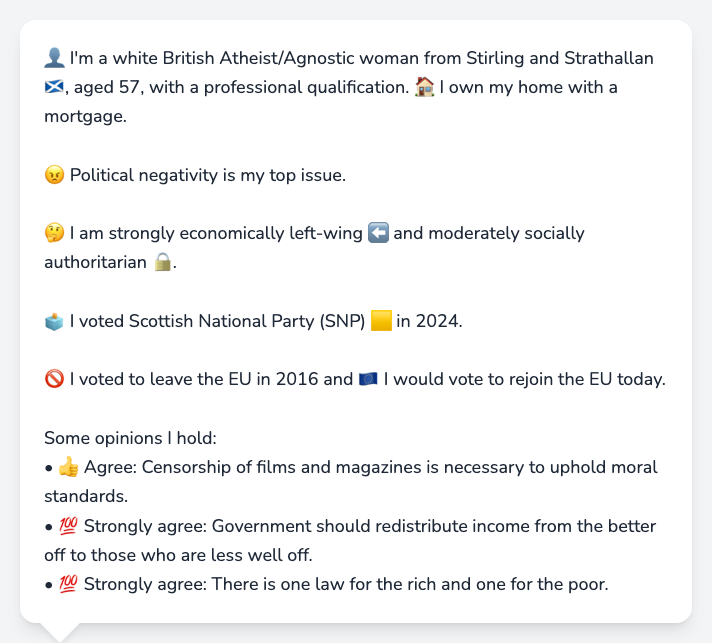 👤 I'm a white British Atheist/Agnostic woman from Stirling and Strathallan
🏴󠁧󠁢󠁳󠁣󠁴󠁿, aged 57, with a professional qualification. 🏠 I own my home with a
mortgage.
😠 Political negativity is my top issue.
🤔 I am strongly economically left-wing ⬅️ and moderately socially
authoritarian 🔒.
🗳️ I voted Scottish National Party (SNP) 🟨 in 2024.
🚫 I voted to leave the EU in 2016 and 🇪🇺 I would vote to rejoin the EU today.
Some opinions I hold:
• 👍 Agree: Censorship of films and magazines is necessary to uphold moral
standards.
• 💯 Strongly agree: Government should redistribute income from the better
off to those who are less well off.
• 💯 Strongly agree: There is one law for the rich and one for the poor.